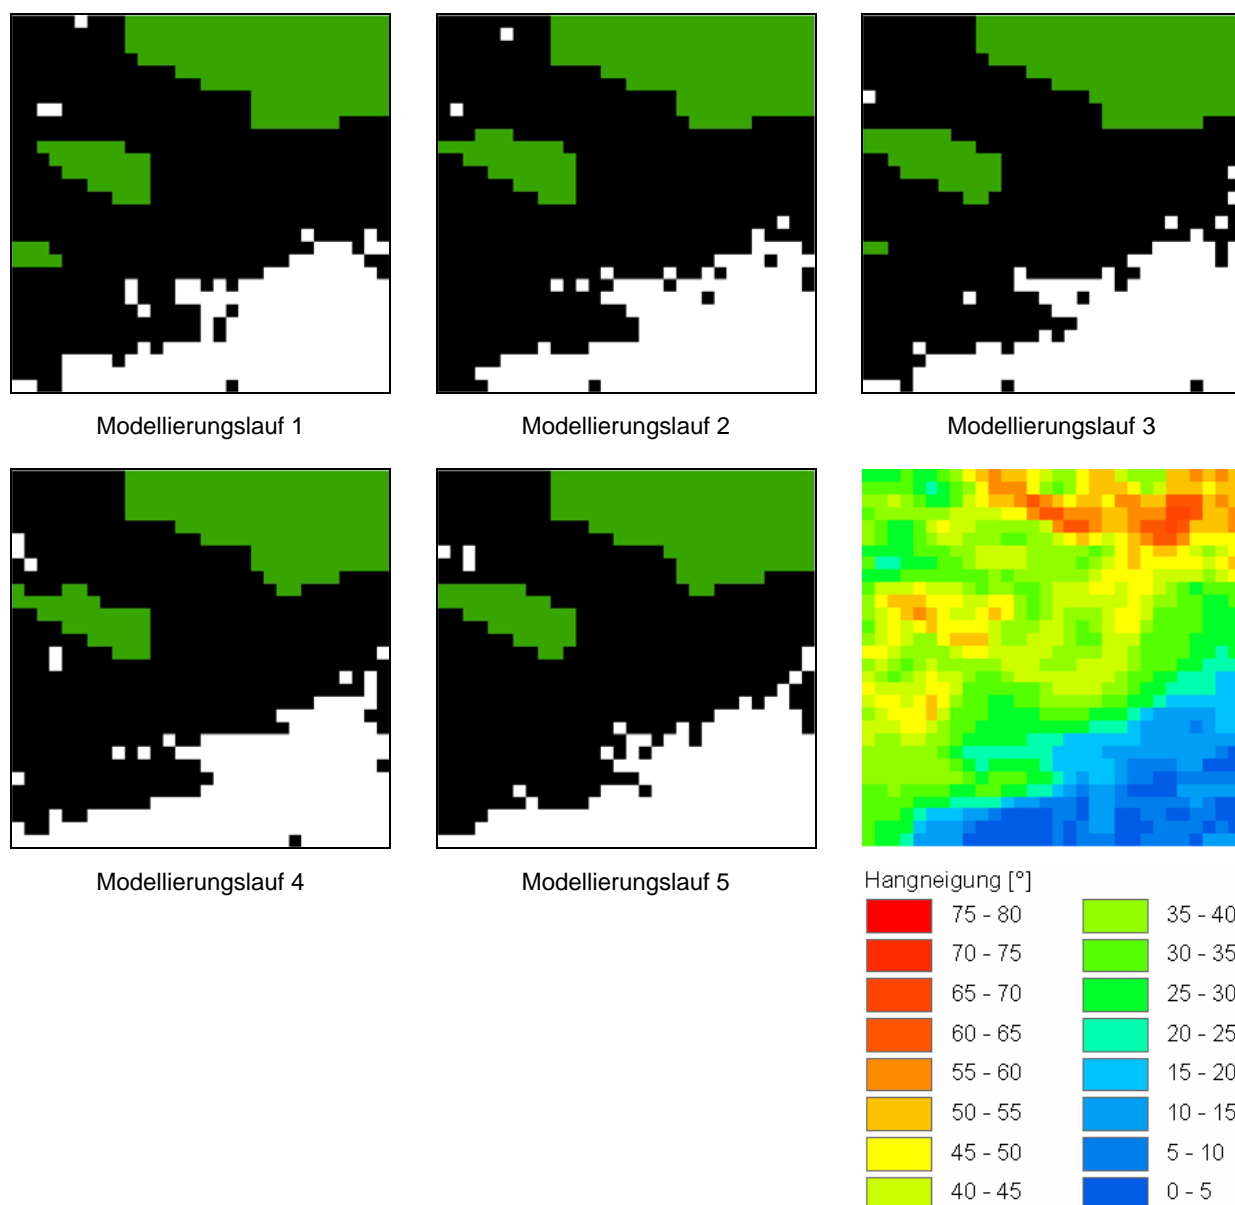 Modellierungslauf 1
Modellierungslauf 2
Modellierungslauf 3
Modellierungslauf 4
Modellierungslauf 5
Hangneigung [°]
75 - 80
70 - 75
65 - 70
60 - 65
55 - 60
50 - 55
45 - 50
40 - 45
35 - 40
30 - 35
25 - 30
20 - 25
15 - 20
10 - 15
5 - 10
0 - 5